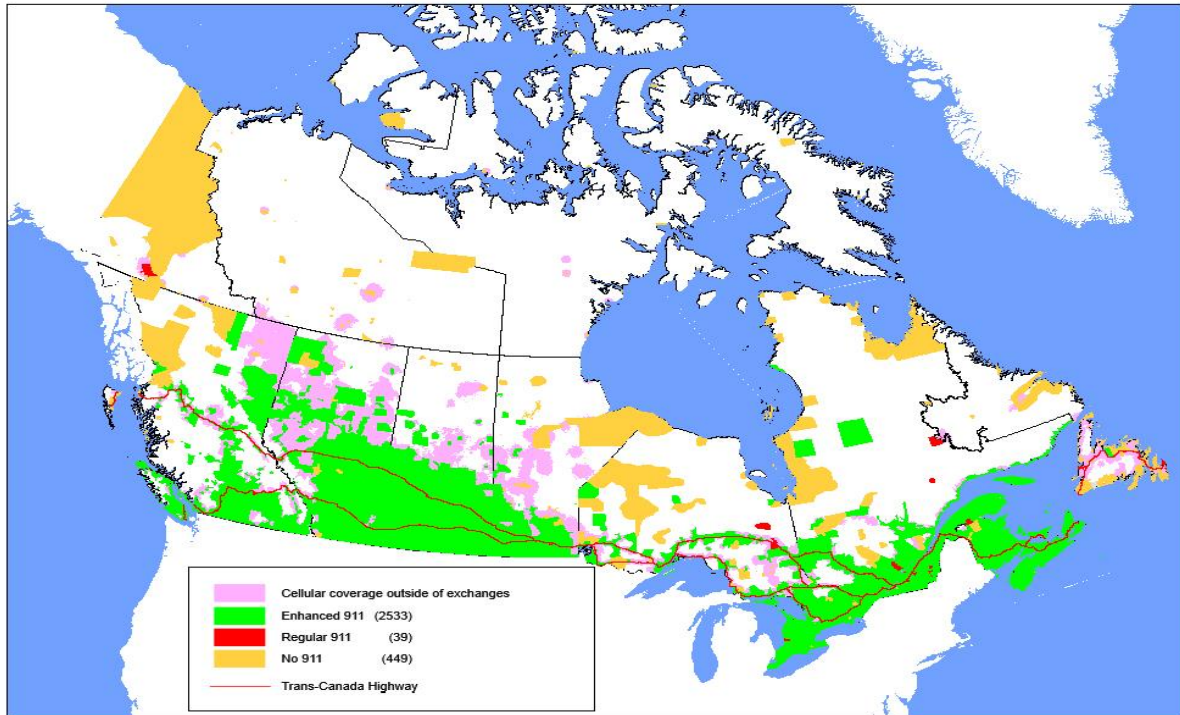 Cellular coverage outside of exchanges
Enhanced 911 (2533)
Regular 911 (39)
No 911 (449)
Trans-Canada Highway